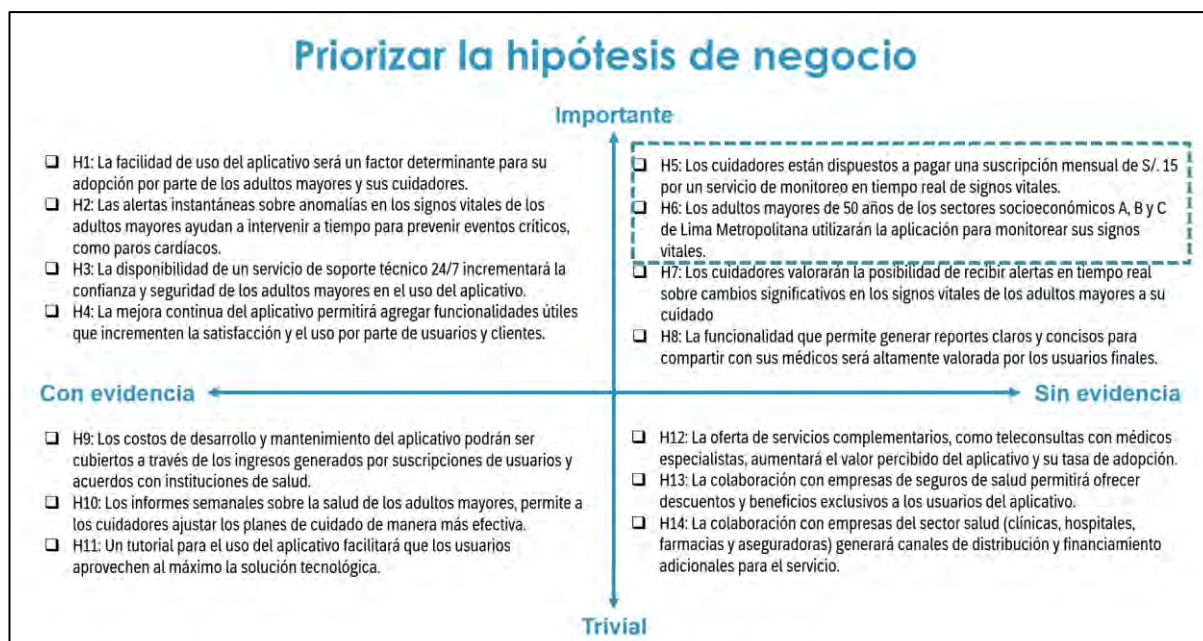 Priorizar la hipótesis de negocio
Importante
❑ H1: La facilidad de uso del aplicativo será un factor determinante para su
adopción por parte de los adultos mayores y sus cuidadores.
❑ H2: Las alertas instantáneas sobre anomalías en los signos vitales de los
adultos mayores ayudan a intervenir a tiempo para prevenir eventos críticos,
como paros cardíacos.
❑ H3: La disponibilidad de un servicio de soporte técnico 24/7 incrementará la
confianza y seguridad de los adultos mayores en el uso del aplicativo.
❑ H4: La mejora continua del aplicativo permitirá agregar funcionalidades útiles
que incrementen la satisfacción y el uso por parte de usuarios y clientes.
❑ H5: Los cuidadores están dispuestos a pagar una suscripción mensual de S/. 15
por un servicio de monitoreo en tiempo real de signos vitales.
❑ H6: Los adultos mayores de 50 años de los sectores socioeconómicos A, B y C
de Lima Metropolitana utilizarán la aplicación para monitorear sus signos
vitales.
❑ H7: Los cuidadores valorarán la posibilidad de recibir alertas en tiempo real
sobre cambios significativos en los signos vitales de los adultos mayores a su
cuidado
❑ H8: La funcionalidad que permite generar reportes claros y concisos para
compartir con sus médicos será altamente valorada por los usuarios finales.
Con evidencia
Sin evidencia
❑ H9: Los costos de desarrollo y mantenimiento del aplicativo podrán ser
cubiertos a través de los ingresos generados por suscripciones de usuarios y
acuerdos con instituciones de salud.
❑ H10: Los informes semanales sobre la salud de los adultos mayores, permite a
los cuidadores ajustar los planes de cuidado de manera más efectiva.
❑ H11: Un tutorial para el uso del aplicativo facilitará que los usuarios
aprovechen al máximo la solución tecnológica.
❑ H12: La oferta de servicios complementarios, como teleconsultas con médicos
especialistas, aumentará el valor percibido del aplicativo y su tasa de adopción.
❑ H13: La colaboración con empresas de seguros de salud permitirá ofrecer
descuentos y beneficios exclusivos a los usuarios del aplicativo.
❑ H14: La colaboración con empresas del sector salud (clínicas, hospitales,
farmacias y aseguradoras) generará canales de distribución y financiamiento
adicionales para el servicio.
Trivial